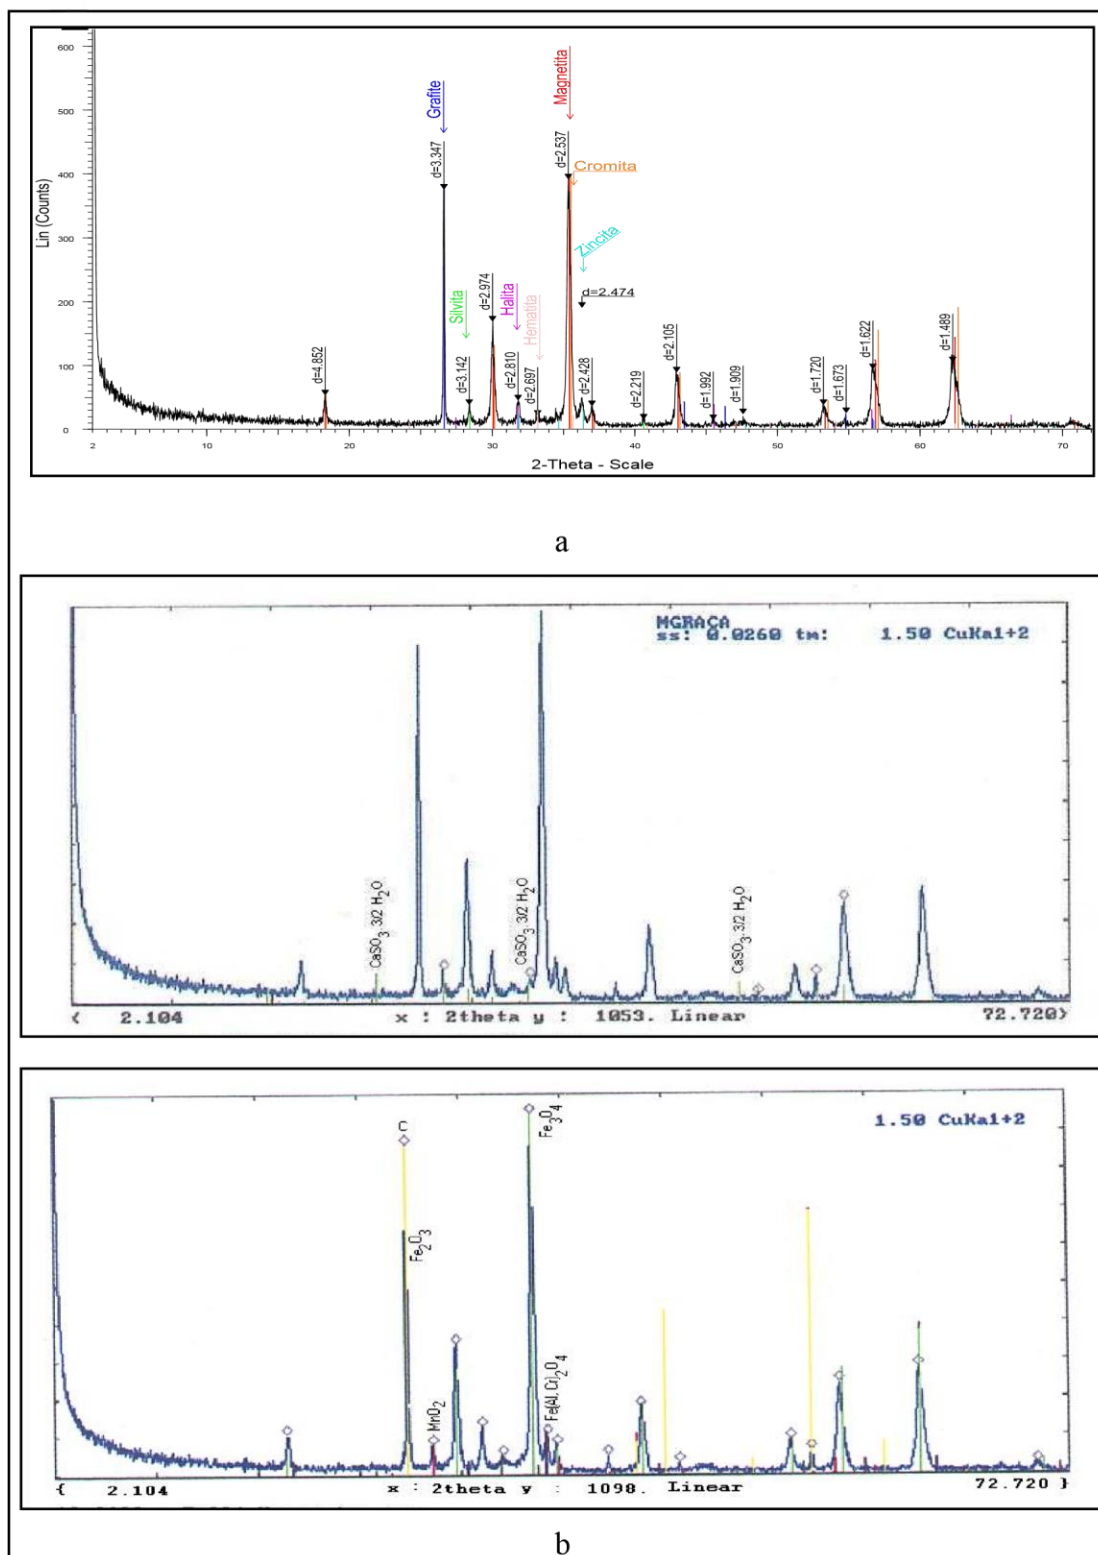 600
500
400
300
200
100
0
Lin (Counts)
d=4.852
Grafite
d=3.347
Silvita
d=3.142
d=2.974
Halita
d=2.810
Hematita
d=2.697
Magnetita
d=2.537
Cromita
Zincita
d=2.474
d=2.428
d=2.219
d=2.105
d=1.992
d=1.909
d=1.720
d=1.673
d=1.622
d=1.489
2 10 20 30 40 50 60 70
2-Theta - Scale
a
MGRACA
ss: 0.0260 tm: 1.50 CuKa1+2
CaSO3. 3/2 H2O
CaSO3. 3/2 H2O
CaSO3. 3/2 H2O
< 2.104 x : 2theta y : 1053. Linear 72.720>
1.50 CuKa1+2
C
Fe2O3
MnO2
Fe3O4
Fe(Al,Cr)2O4
{ 2.104 x : 2theta y : 1098. Linear 72.720 }
b